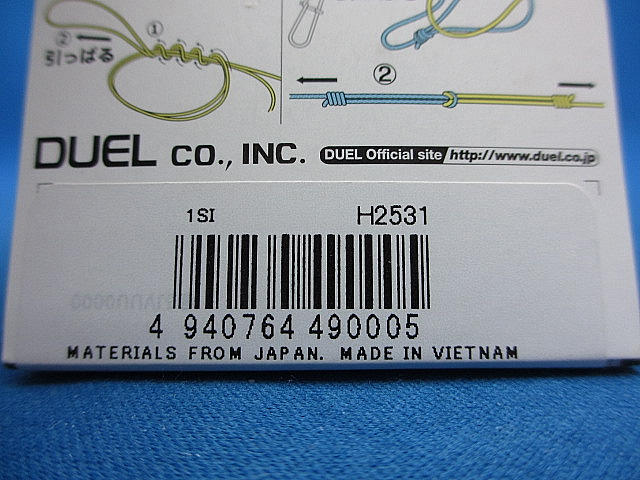 ①
②
引っぱる
②
DUEL CO., INC. DUEL Official site http://www.duel.co.jp
1SI H2531
4 940764 490005
MATERIALS FROM JAPAN. MADE IN VIETNAM